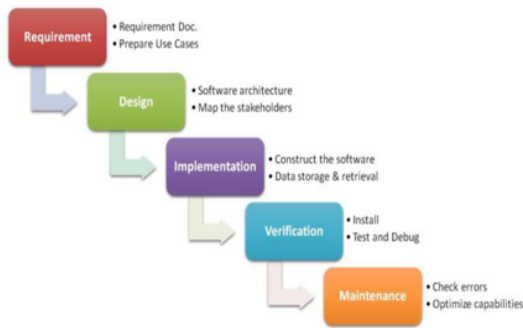 Requirement
• Requirement Doc.
• Prepare Use Cases
Design
• Software architecture
• Map the stakeholders
Implementation
• Construct the software
• Data storage & retrieval
Verification
• Install
• Test and Debug
Maintenance
• Check errors
• Optimize capabilities